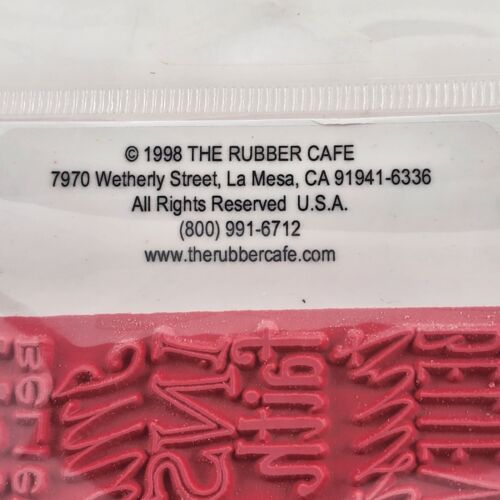 © 1998 THE RUBBER CAFE
7970 Wetherly Street, La Mesa, CA 91941-6336
All Rights Reserved U.S.A.
(800) 991-6712
www.therubbercafe.com